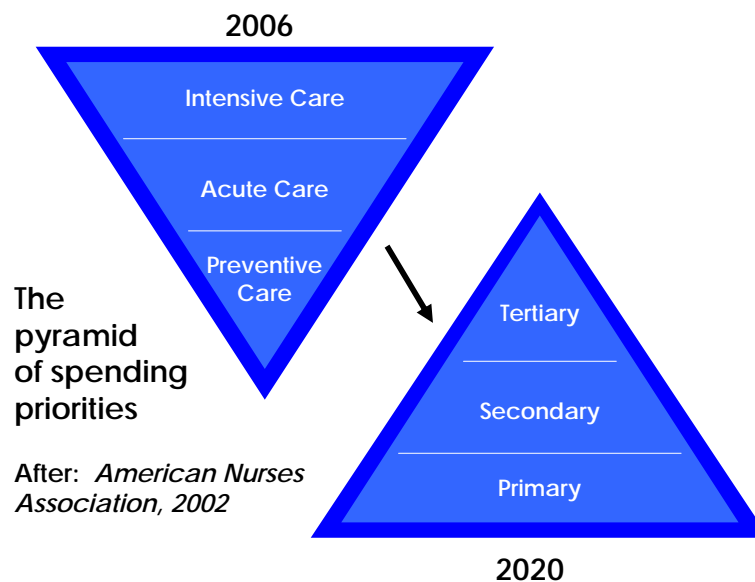 2006
Intensive Care
Acute Care
Preventive
Care
The
pyramid
of spending
priorities
After: American Nurses
Association, 2002
Tertiary
Secondary
Primary
2020